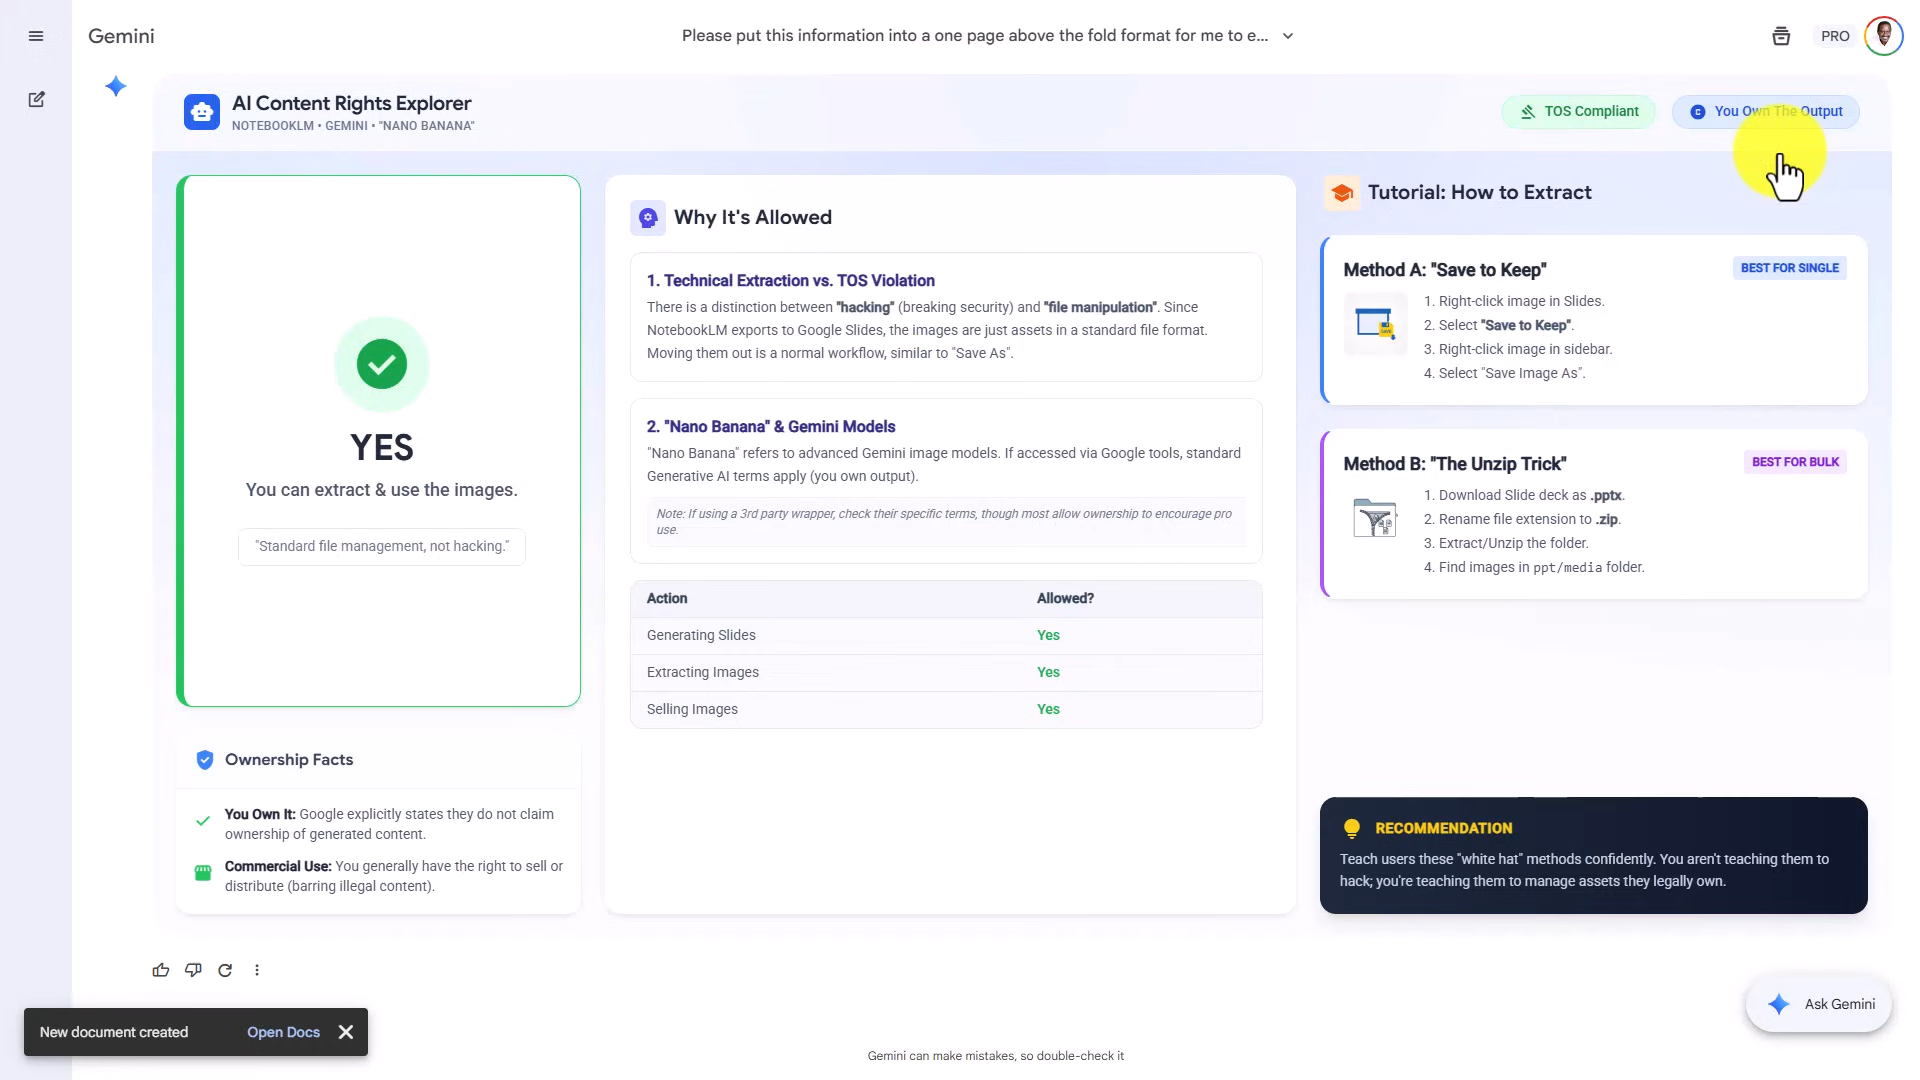 Gemini
Please put this information into a one page above the fold format for me to e...
PRO
AI Content Rights Explorer
NOTEBOOKLM • GEMINI • "NANO BANANA"
TOS Compliant
You Own The Output
YES
You can extract & use the images.
"Standard file management, not hacking."
Ownership Facts
You Own It: Google explicitly states they do not claim
ownership of generated content.
Commercial Use: You generally have the right to sell or
distribute (barring illegal content).
Why It's Allowed
1. Technical Extraction vs. TOS Violation
There is a distinction between "hacking" (breaking security) and "file manipulation". Since
NotebookLM exports to Google Slides, the images are just assets in a standard file format.
Moving them out is a normal workflow, similar to "Save As".
2. "Nano Banana" & Gemini Models
"Nano Banana" refers to advanced Gemini image models. If accessed via Google tools, standard
Generative AI terms apply (you own output).
Note: If using a 3rd party wrapper, check their specific terms, though most allow ownership to encourage pro
use.
Action Allowed?
Generating Slides Yes
Extracting Images Yes
Selling Images Yes
Tutorial: How to Extract
Method A: "Save to Keep"
BEST FOR SINGLE
1. Right-click image in Slides.
2. Select "Save to Keep".
3. Right-click image in sidebar.
4. Select "Save Image As".
Method B: "The Unzip Trick"
BEST FOR BULK
1. Download Slide deck as .pptx.
2. Rename file extension to .zip.
3. Extract/Unzip the folder.
4. Find images in ppt/media folder.
RECOMMENDATION
Teach users these "white hat" methods confidently. You aren't teaching them to
hack; you're teaching them to manage assets they legally own.
New document created Open Docs
Ask Gemini
Gemini can make mistakes, so double-check it